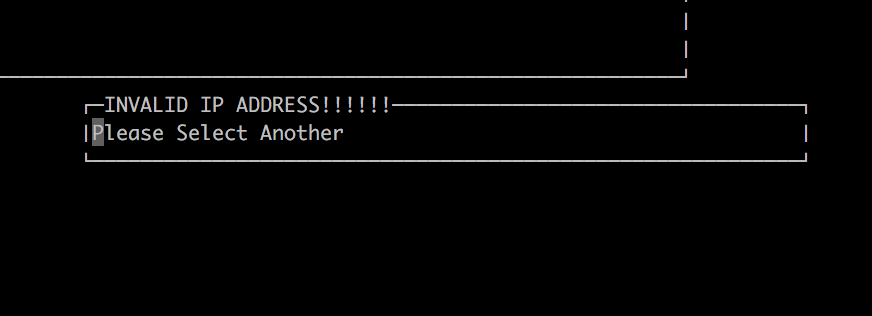 INVALID IP ADDRESS!!!!!!
Please Select Another